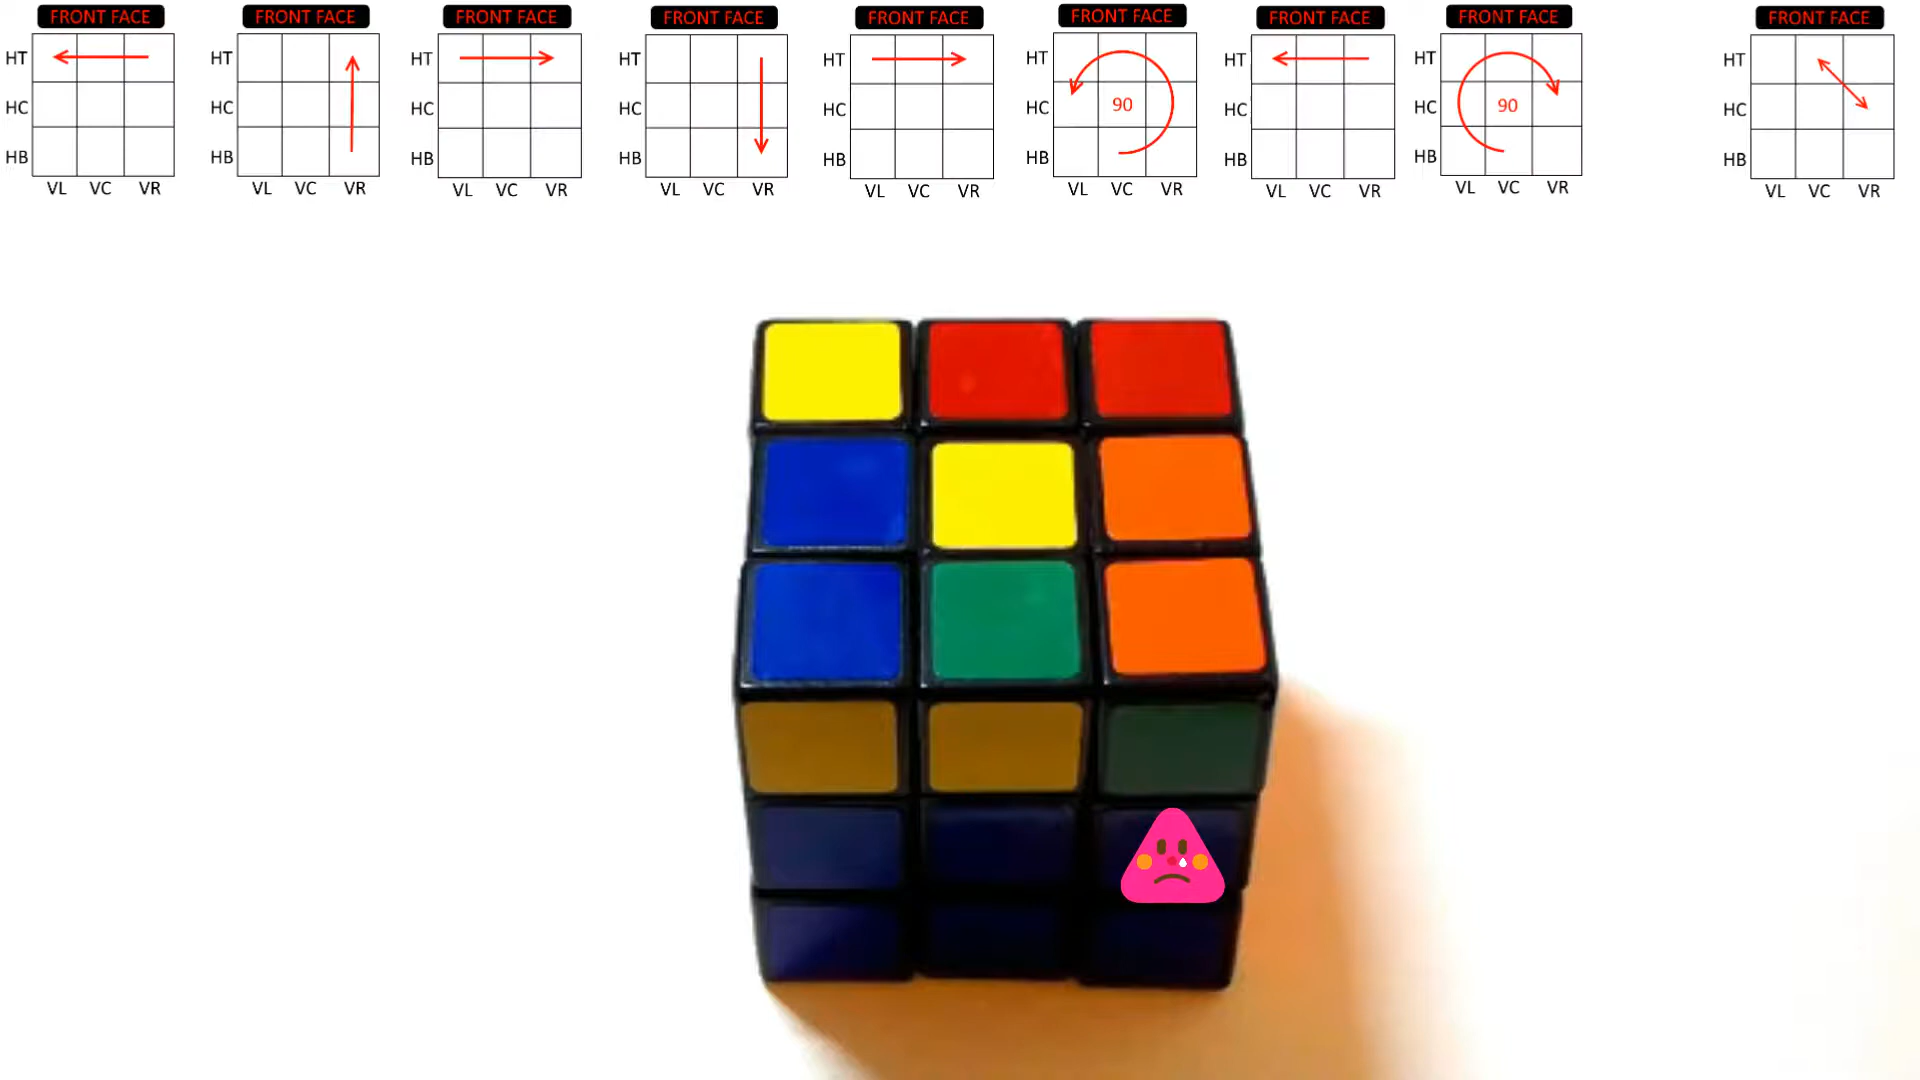 FRONT FACE FRONT FACE FRONT FACE FRONT FACE FRONT FACE FRONT FACE FRONT FACE FRONT FACE FRONT FACE
HT HT HT HT HT HT HT HT HT
HC HC HC HC HC HC 90 HC HC 90 HC
HB HB HB HB HB HB HB HB HB
VL VC VR VL VC VR VL VC VR VL VC VR VL VC VR VL VC VR VL VC VR VL VC VR VL VC VR